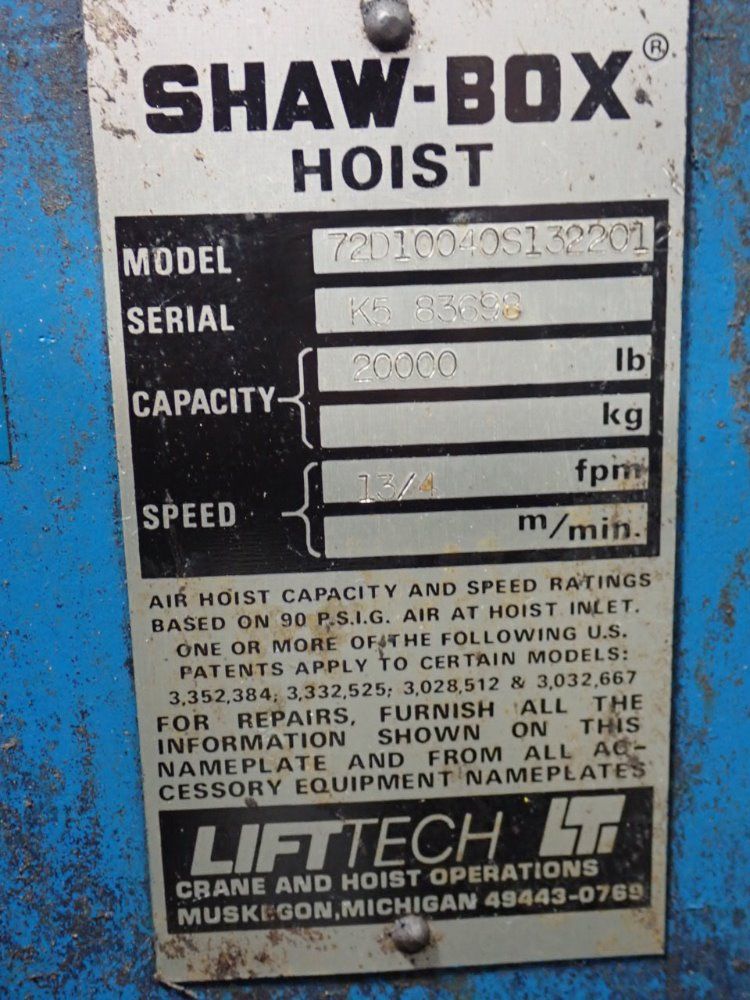 SHAW-BOX®
HOIST
MODEL 72D10040S132201
SERIAL K5 83698
CAPACITY 20000 lb
kg
SPEED 13/4 fpm
m/min.
AIR HOIST CAPACITY AND SPEED RATINGS
BASED ON 90 P.S.I.G. AIR AT HOIST INLET.
ONE OR MORE OF THE FOLLOWING U.S.
PATENTS APPLY TO CERTAIN MODELS:
3,352,384; 3,332,525; 3,028,512 & 3,032,667
FOR REPAIRS, FURNISH ALL THE
INFORMATION SHOWN ON THIS
NAMEPLATE AND FROM ALL AC-
CESSORY EQUIPMENT NAMEPLATES
LIFTTECH LTI
CRANE AND HOIST OPERATIONS
MUSKEGON, MICHIGAN 49443-0769